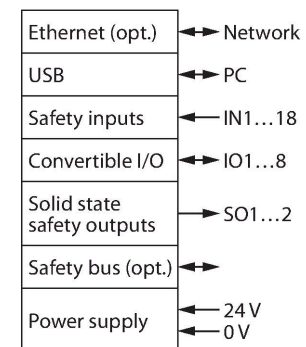 Ethernet (opt.) Network
USB PC
Safety inputs IN1…18
Convertible I/O IO1…8
Solid state
safety outputs SO1…2
Safety bus (opt.)
Power supply 24 V
0 V